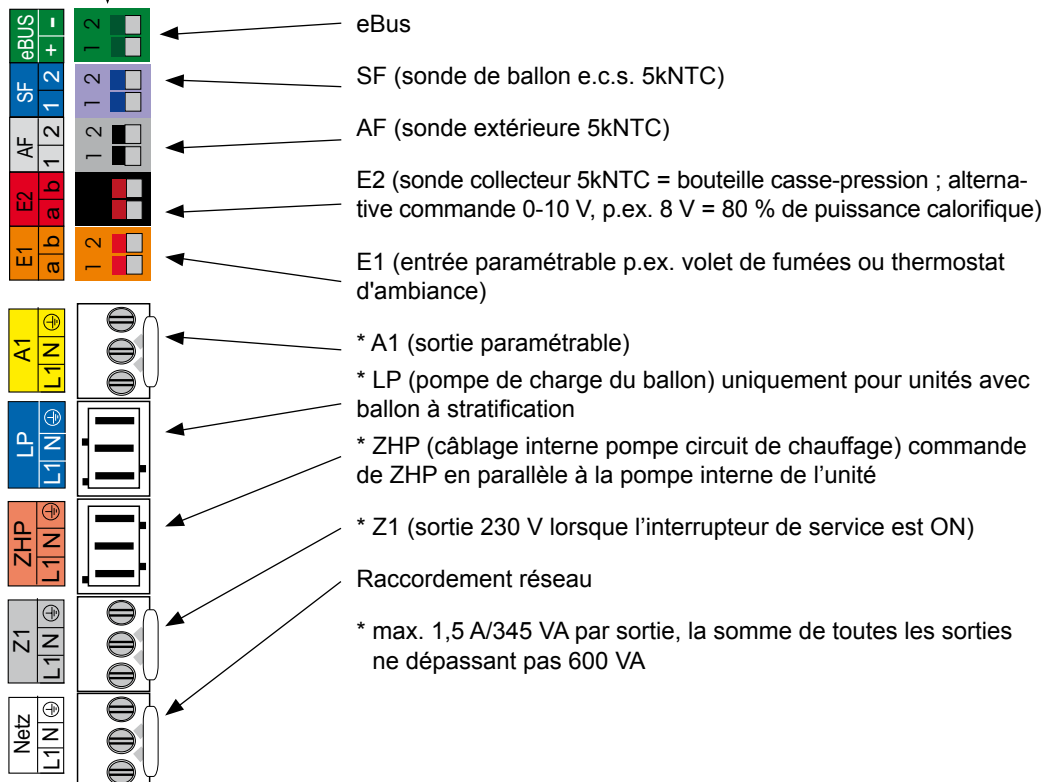 eBUS
+ -
1 2
eBus
SF
1 2
1 2
SF (sonde de ballon e.c.s. 5kNTC)
AF
1 2
1 2
AF (sonde extérieure 5kNTC)
E2
a b
E2 (sonde collecteur 5kNTC = bouteille casse-pression ; alterna-
tive commande 0-10 V, p.ex. 8 V = 80 % de puissance calorifique)
E1
a b
1 2
E1 (entrée paramétrable p.ex. volet de fumées ou thermostat
d'ambiance)
A1
L1 N
* A1 (sortie paramétrable)
LP
L1 N
* LP (pompe de charge du ballon) uniquement pour unités avec
ballon à stratification
ZHP
L1 N
* ZHP (câblage interne pompe circuit de chauffage) commande
de ZHP en parallèle à la pompe interne de l’unité
Z1
L1 N
* Z1 (sortie 230 V lorsque l’interrupteur de service est ON)
Netz
L1 N
Raccordement réseau
* max. 1,5 A/345 VA par sortie, la somme de toutes les sorties
ne dépassant pas 600 VA